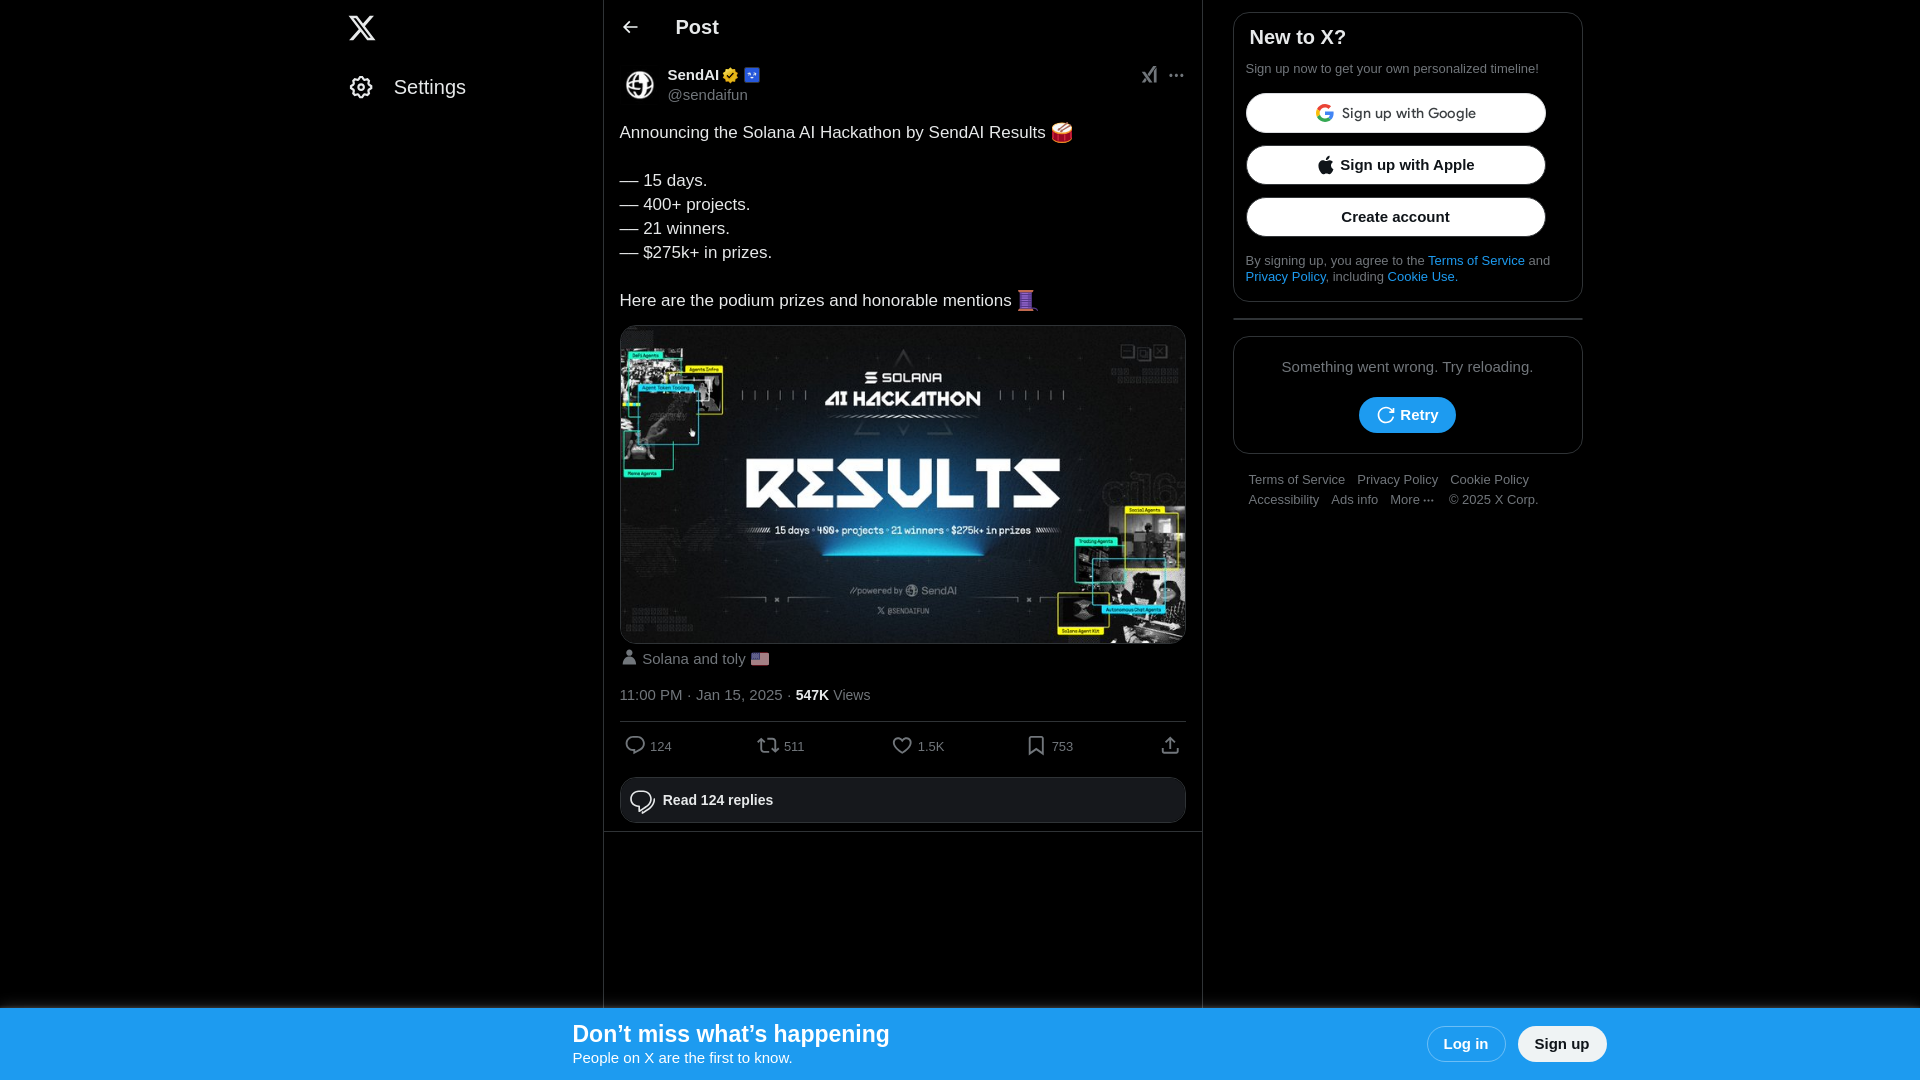 Settings
Post
SendAI
@sendaifun
Announcing the Solana AI Hackathon by SendAI Results
— 15 days.
— 400+ projects.
— 21 winners.
— $275k+ in prizes.
Here are the podium prizes and honorable mentions
DeFi Agents
Agents Infra
Agent Token Tooling
Meme Agents
SOLANA
AI HACKATHON
RESULTS
15 days • 400+ projects • 21 winners • $275k+ in prizes
//powered by SendAI
@SENDAIFUN
Social Agents
Trading Agents
Autonomous Chat Agents
Solana Agent Kit
Solana and toly
11:00 PM · Jan 15, 2025 · 547K Views
124
511
1.5K
753
Read 124 replies
New to X?
Sign up now to get your own personalized timeline!
Sign up with Google
Sign up with Apple
Create account
By signing up, you agree to the Terms of Service and
Privacy Policy, including Cookie Use.
Something went wrong. Try reloading.
Retry
Terms of Service Privacy Policy Cookie Policy
Accessibility Ads info More ··· © 2025 X Corp.
Don’t miss what’s happening
People on X are the first to know.
Log in
Sign up